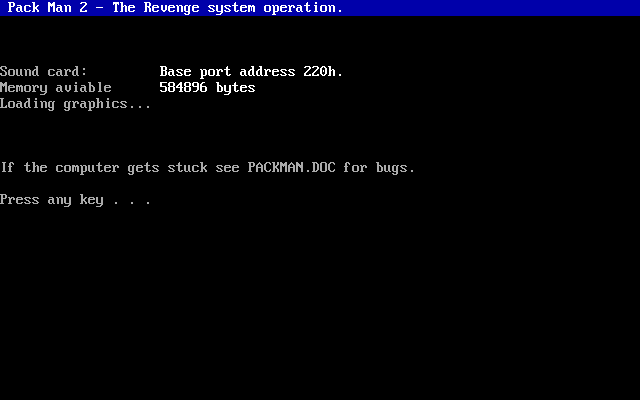 Pack Man 2 - The Revenge system operation.
Sound card: Base port address 220h.
Memory aviable 584896 bytes
Loading graphics...
If the computer gets stuck see PACKMAN.DOC for bugs.
Press any key . . .